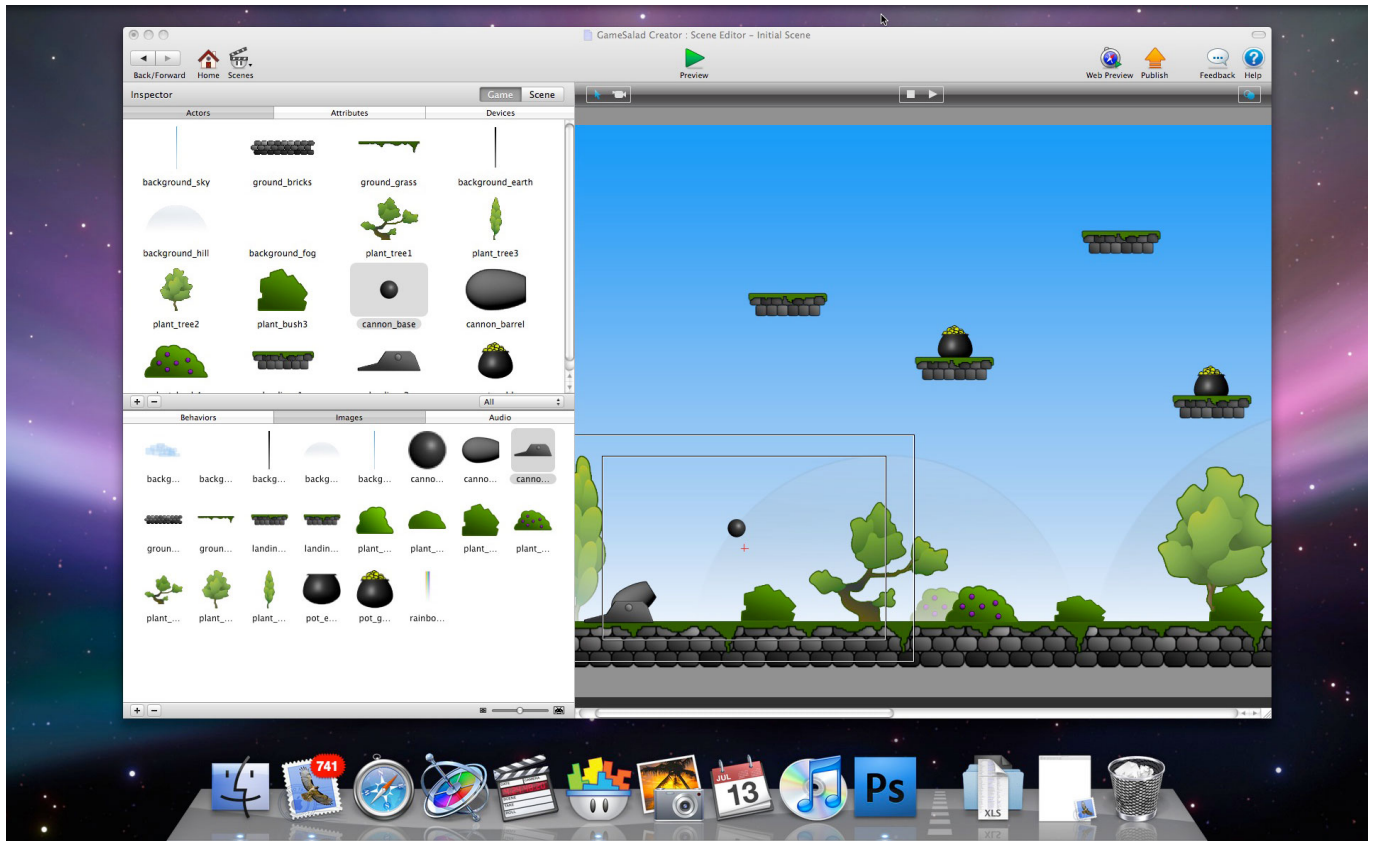 GameSalad Creator : Scene Editor – Initial Scene
Back/Forward Home Scenes Preview Web Preview Publish Feedback Help
Inspector Game Scene
Actors Attributes Devices
background_sky ground_bricks ground_grass background_earth
background_hill background_fog plant_tree1 plant_tree3
plant_tree2 plant_bush3 cannon_base cannon_barrel
All
Behaviors Images Audio
backg... backg... backg... backg... backg... canno... canno... canno...
groun... groun... landin... landin... plant_... plant_... plant_... plant_...
plant_... plant_... plant_... pot_e... pot_g... rainbo...
741
JUL
13
Ps
XLS